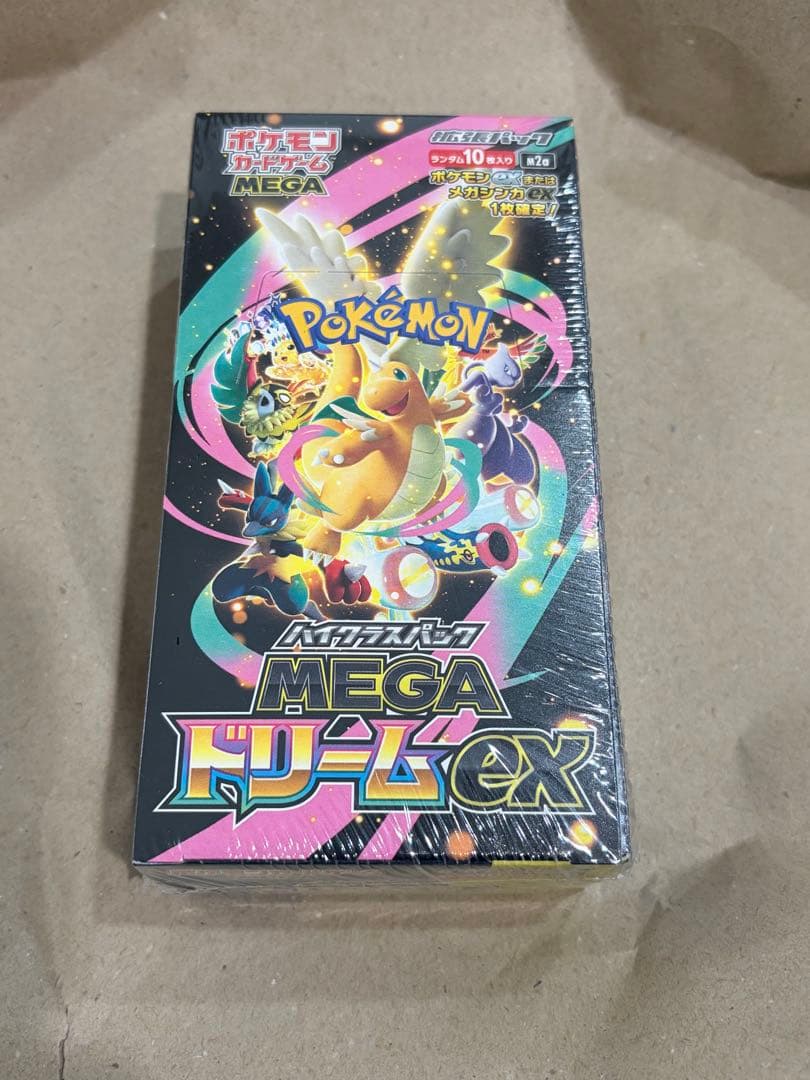 ポケモン
カードゲーム
MEGA
拡張パック
ランダム10枚入り
M2a
ポケモンexまたは
メガシンカex
1枚確定!
POKéMON
TM
ハイクラスパック
MEGA
ドリームex